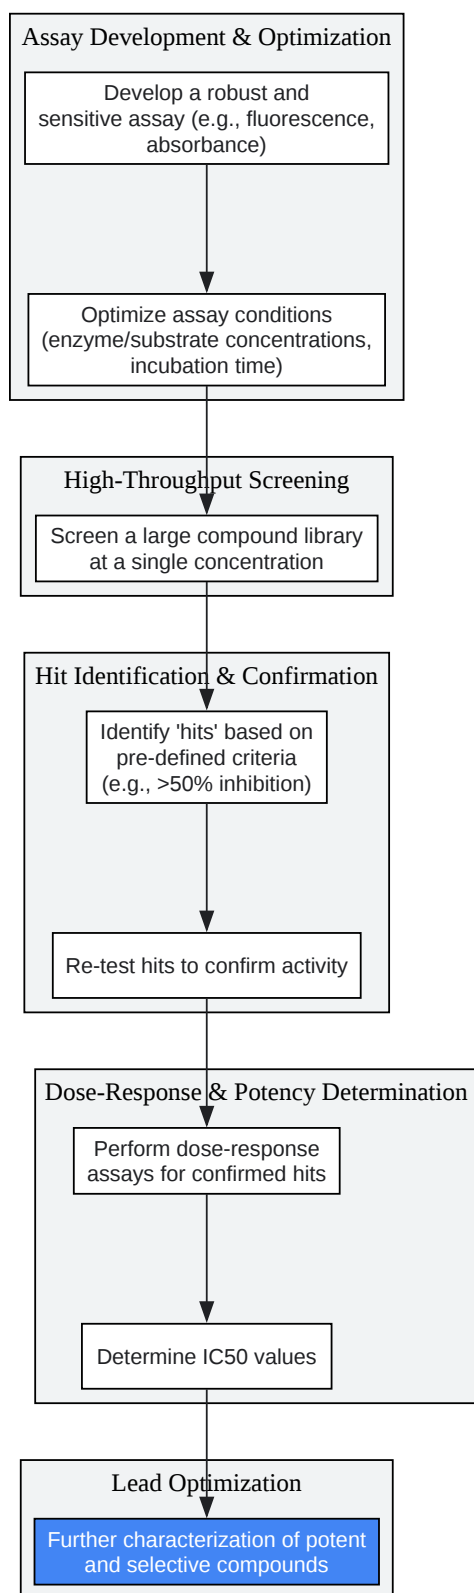 Assay Development & Optimization
Develop a robust and
sensitive assay (e.g., fluorescence,
absorbance)
Optimize assay conditions
(enzyme/substrate concentrations,
incubation time)
High-Throughput Screening
Screen a large compound library
at a single concentration
Hit Identification & Confirmation
Identify 'hits' based on
pre-defined criteria
(e.g., >50% inhibition)
Re-test hits to confirm activity
Dose-Response & Potency Determination
Perform dose-response
assays for confirmed hits
Determine IC50 values
Lead Optimization
Further characterization of potent
and selective compounds